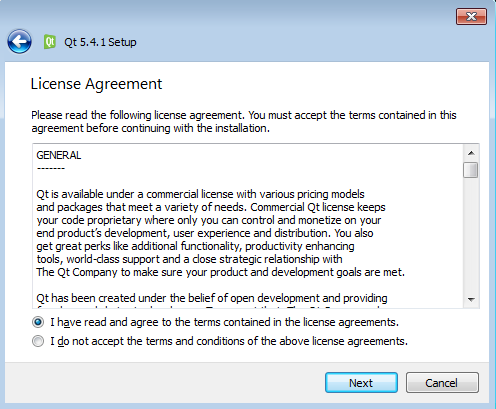 Qt 5.4.1 Setup
License Agreement
Please read the following license agreement. You must accept the terms contained in this
agreement before continuing with the installation.
GENERAL
-------
Qt is available under a commercial license with various pricing models
and packages that meet a variety of needs. Commercial Qt license keeps
your code proprietary where only you can control and monetize on your
end product's development, user experience and distribution. You also
get great perks like additional functionality, productivity enhancing
tools, world-class support and a close strategic relationship with
The Qt Company to make sure your product and development goals are met.
Qt has been created under the belief of open development and providing
I have read and agree to the terms contained in the license agreements.
I do not accept the terms and conditions of the above license agreements.
Next
Cancel